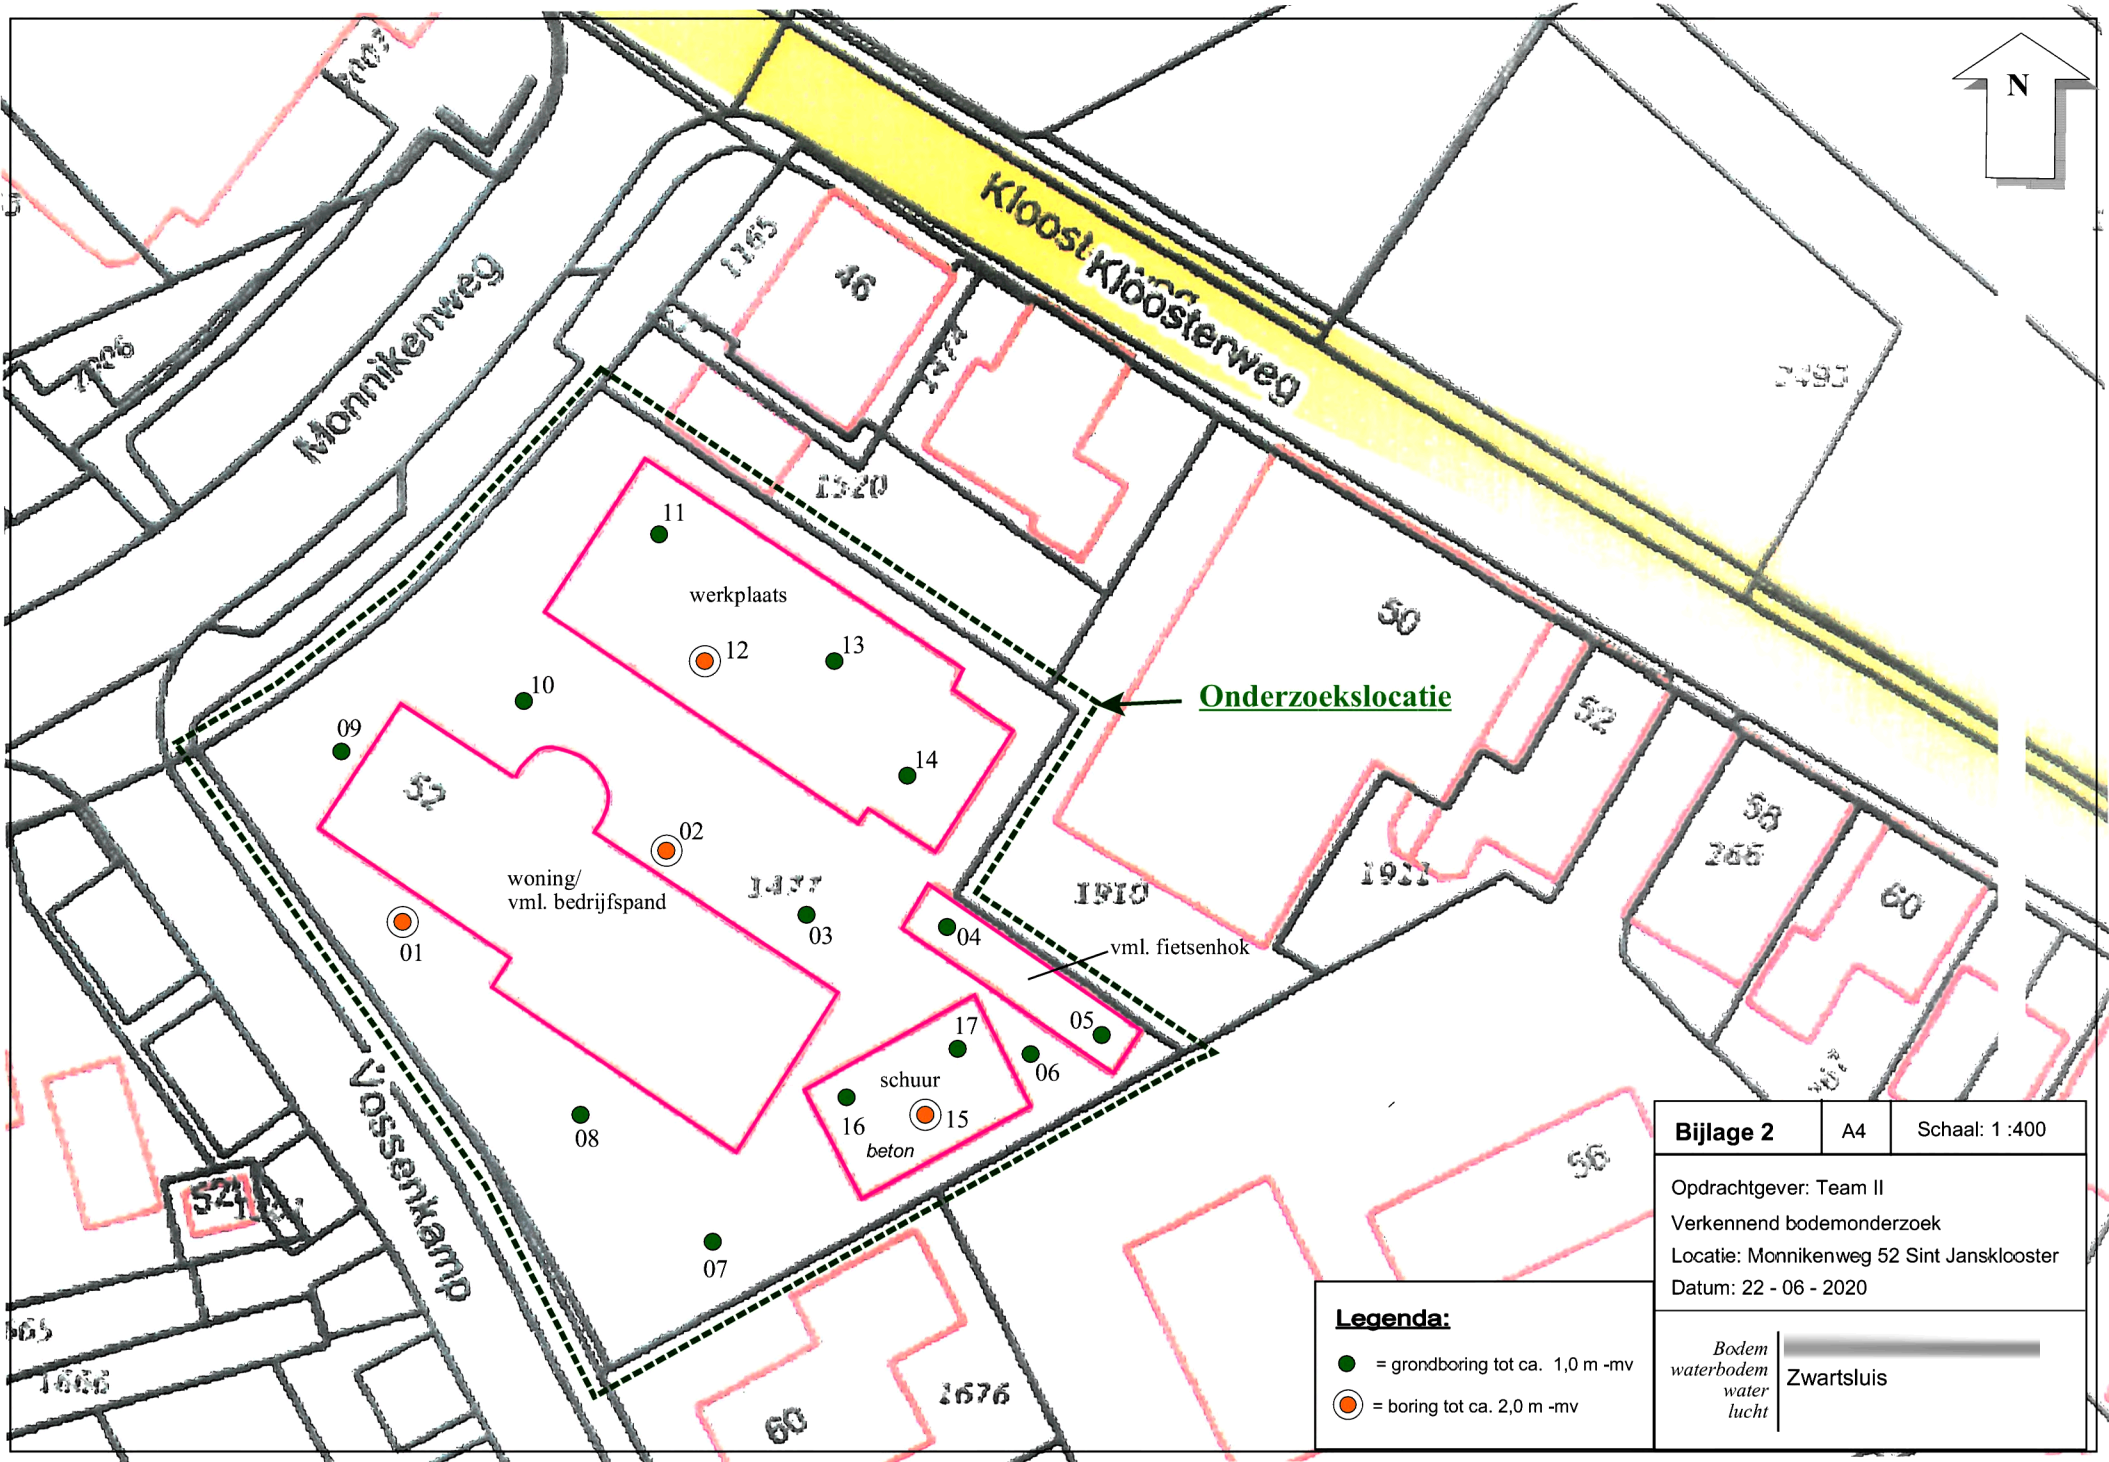 N
Kloosterweg
Monnikenweg
1165
46
1520
50
52
58
266
60
1910
1911
56
60
1676
1666
Vossenkamp
11
werkplaats
12
13
10
14
09
52
02
woning/
vml. bedrijfspand
01
03
04
vml. fietsenhok
05
17
06
schuur
16
15
beton
08
07
Onderzoekslocatie
Bijlage 2
A4
Schaal: 1 :400
Opdrachtgever: Team II
Verkennend bodemonderzoek
Locatie: Monnikenweg 52 Sint Jansklooster
Datum: 22 - 06 - 2020
Bodem
waterbodem
water
lucht
Zwartsluis
Legenda:
= grondboring tot ca. 1,0 m -mv
= boring tot ca. 2,0 m -mv